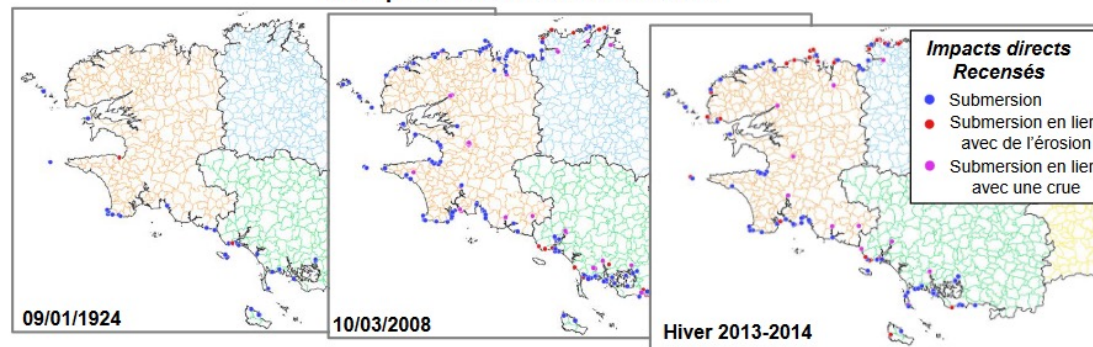 Impacts directs
Recensés
Submersion
Submersion en lien
avec de l'érosion
Submersion en lien
avec une crue
09/01/1924
10/03/2008
Hiver 2013-2014